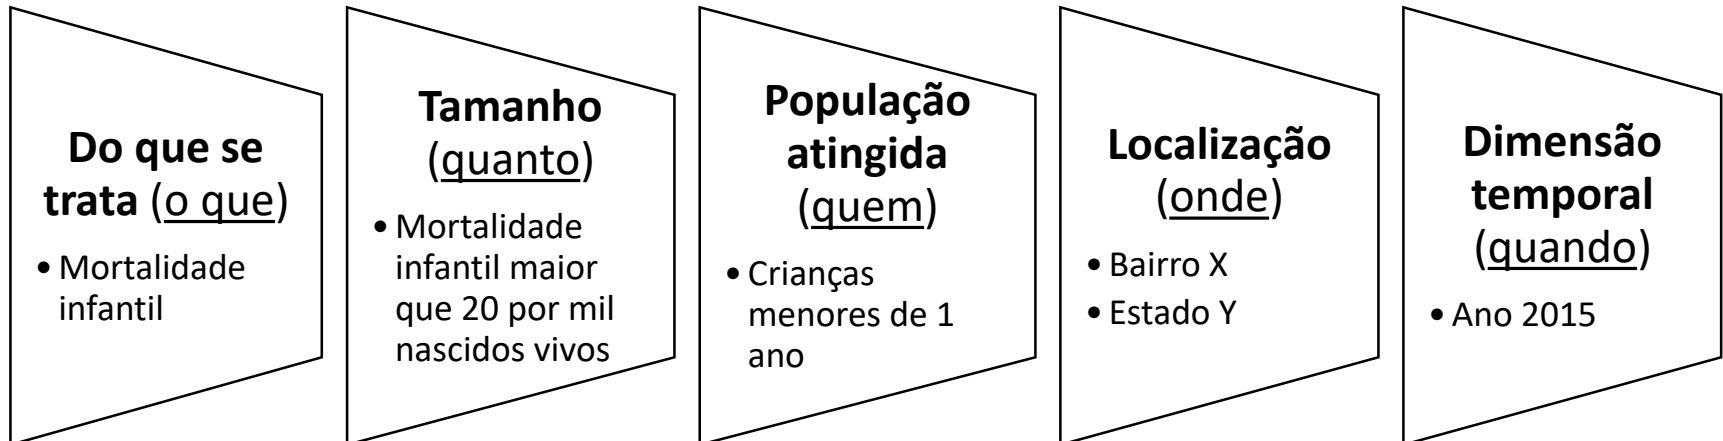 Do que se
trata (o que)
• Mortalidade
infantil
Tamanho
(quanto)
• Mortalidade
infantil maior
que 20 por mil
nascidos vivos
População
atingida
(quem)
• Crianças
menores de 1
ano
Localização
(onde)
• Bairro X
• Estado Y
Dimensão
temporal
(quando)
• Ano 2015